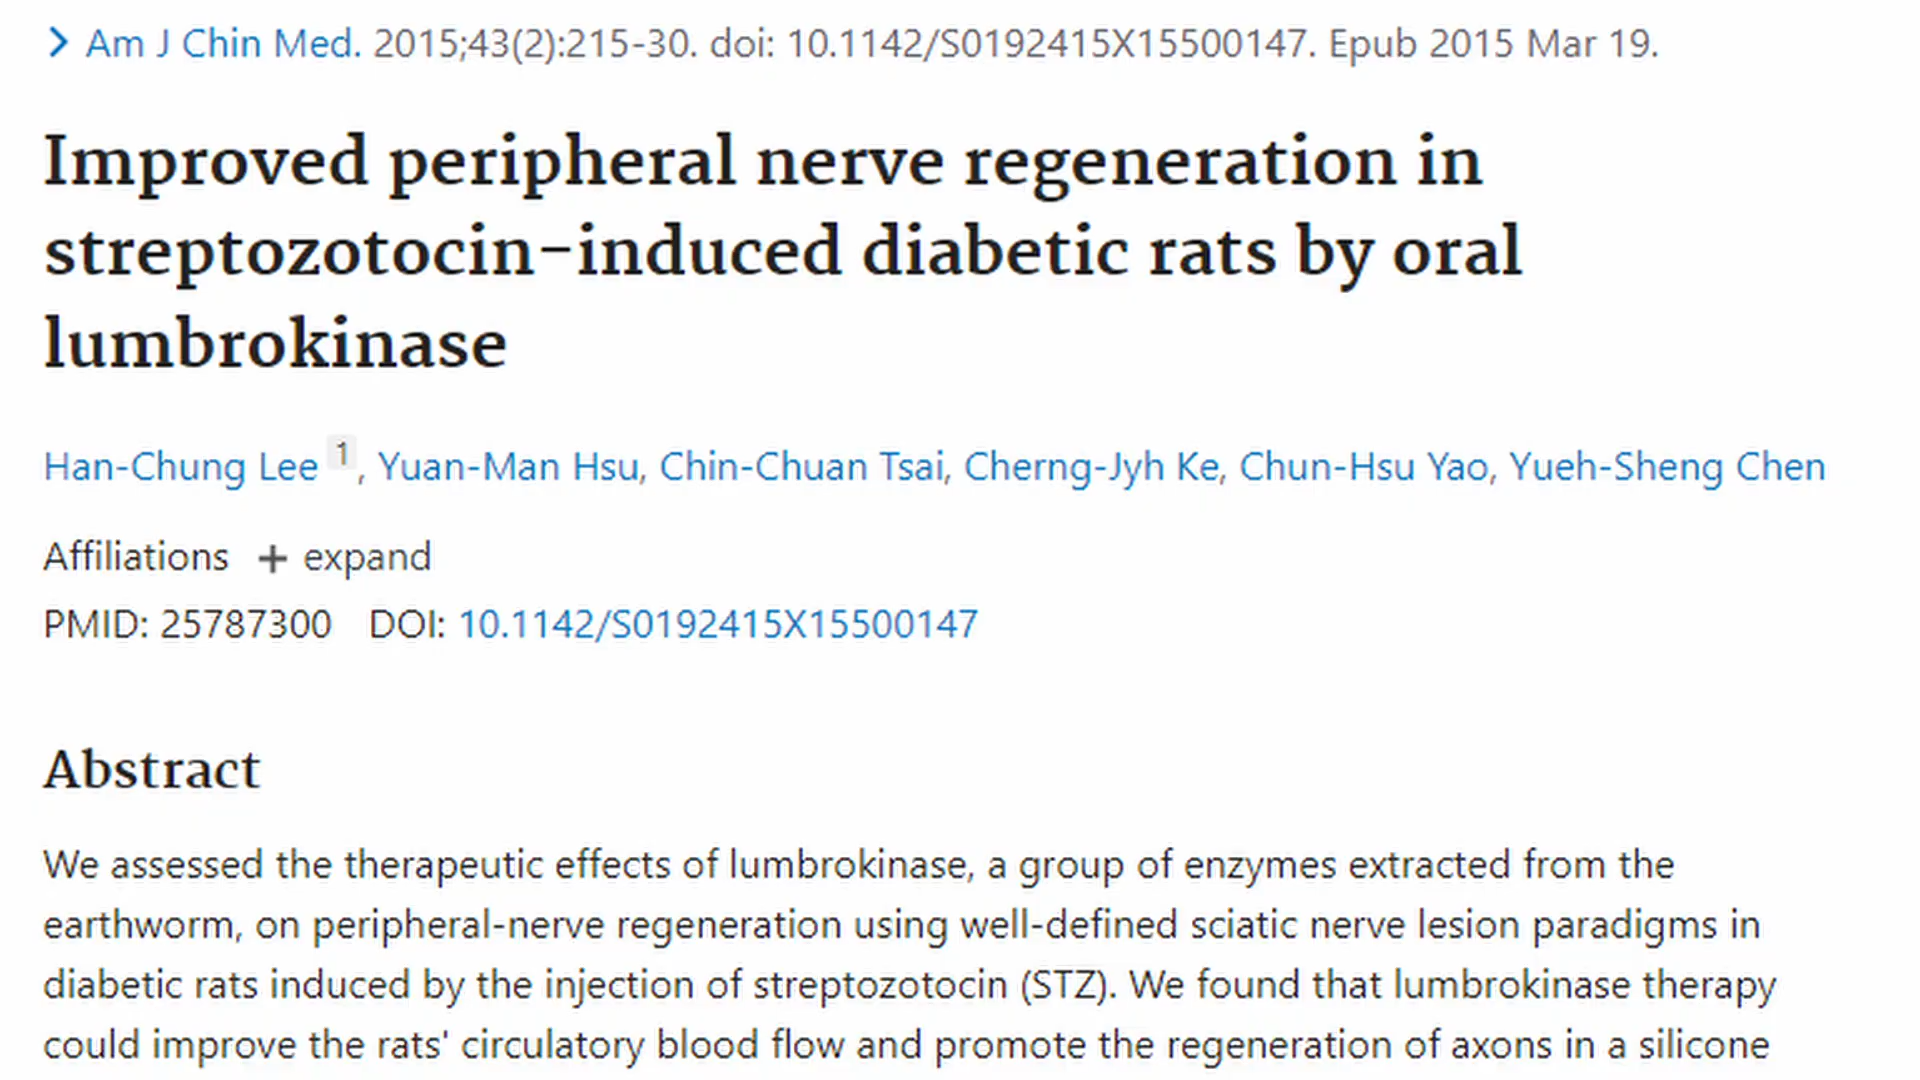 Am J Chin Med. 2015;43(2):215-30. doi: 10.1142/S0192415X15500147. Epub 2015 Mar 19.
Improved peripheral nerve regeneration in
streptozotocin-induced diabetic rats by oral
lumbrokinase
Han-Chung Lee 1, Yuan-Man Hsu, Chin-Chuan Tsai, Cherng-Jyh Ke, Chun-Hsu Yao, Yueh-Sheng Chen
Affiliations + expand
PMID: 25787300 DOI: 10.1142/S0192415X15500147
Abstract
We assessed the therapeutic effects of lumbrokinase, a group of enzymes extracted from the
earthworm, on peripheral-nerve regeneration using well-defined sciatic nerve lesion paradigms in
diabetic rats induced by the injection of streptozotocin (STZ). We found that lumbrokinase therapy
could improve the rats' circulatory blood flow and promote the regeneration of axons in a silicone